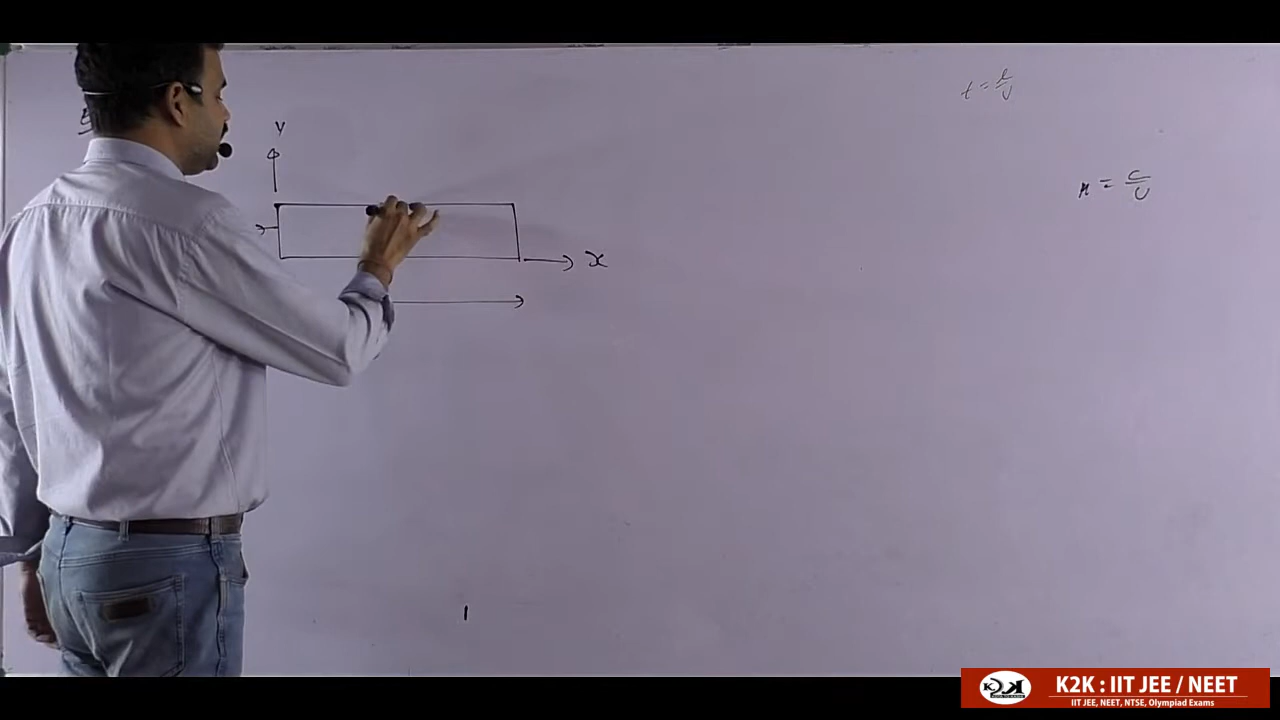 t = l/v
μ = c/v
y
x
K2K : IIT JEE / NEET
IIT JEE, NEET, NTSE, Olympiad Exams